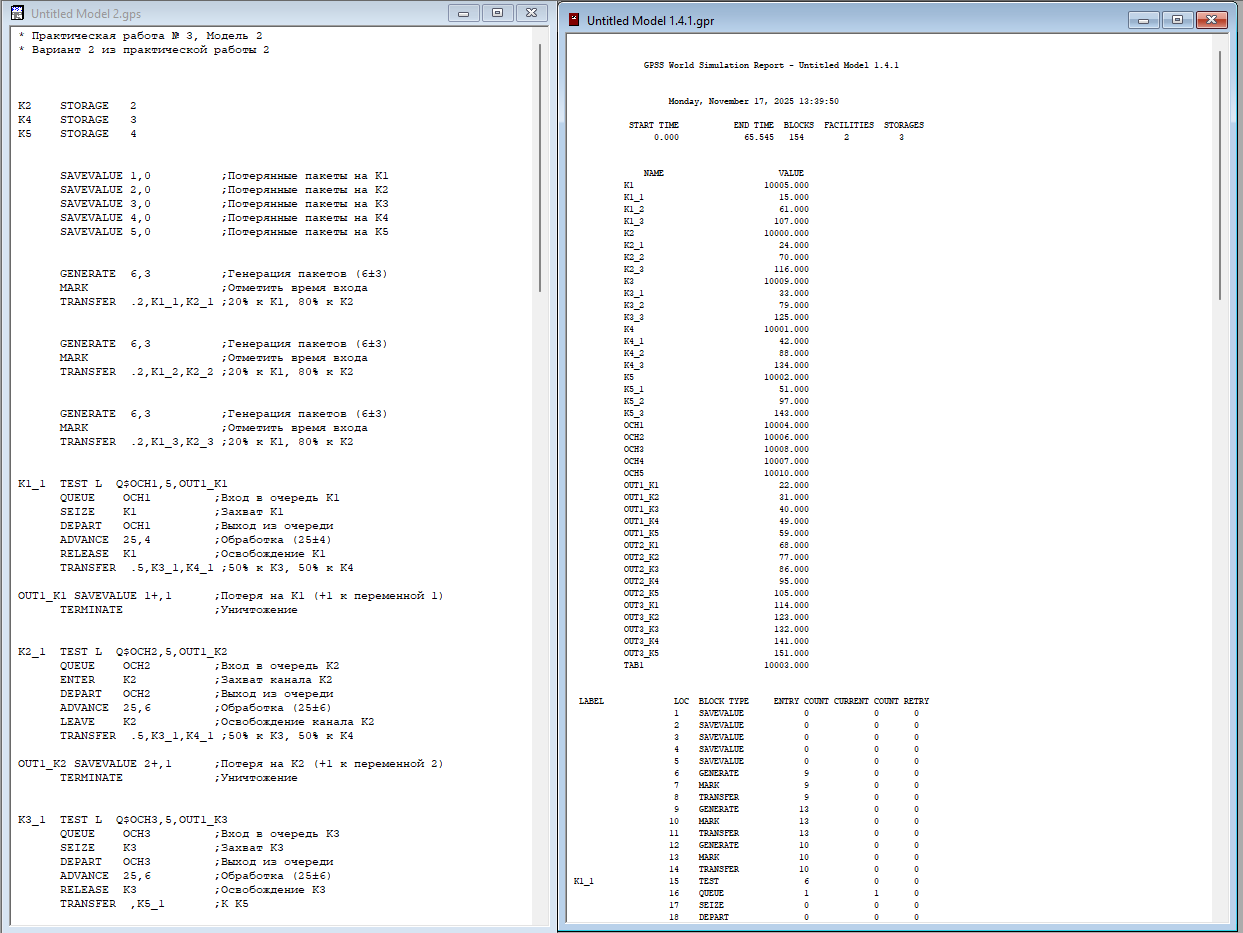 Untitled Model 2.gps
* Практическая работа № 3, Модель 2
* Вариант 2 из практической работы 2
K2 STORAGE 2
K4 STORAGE 3
K5 STORAGE 4
SAVEVALUE 1,0 ;Потерянные пакеты на K1
SAVEVALUE 2,0 ;Потерянные пакеты на K2
SAVEVALUE 3,0 ;Потерянные пакеты на K3
SAVEVALUE 4,0 ;Потерянные пакеты на K4
SAVEVALUE 5,0 ;Потерянные пакеты на K5
GENERATE 6,3 ;Генерация пакетов (6±3)
MARK ;Отметить время входа
TRANSFER .2,K1_1,K2_1 ;20% к K1, 80% к K2
GENERATE 6,3 ;Генерация пакетов (6±3)
MARK ;Отметить время входа
TRANSFER .2,K1_2,K2_2 ;20% к K1, 80% к K2
GENERATE 6,3 ;Генерация пакетов (6±3)
MARK ;Отметить время входа
TRANSFER .2,K1_3,K2_3 ;20% к K1, 80% к K2
K1_1 TEST L Q$ОСН1,5,OUT1_K1
QUEUE ОСН1 ;Вход в очередь K1
SEIZE K1 ;Захват K1
DEPART ОСН1 ;Выход из очереди
ADVANCE 25,4 ;Обработка (25±4)
RELEASE K1 ;Освобождение K1
TRANSFER .5,K3_1,K4_1 ;50% к K3, 50% к K4
OUT1_K1 SAVEVALUE 1+,1 ;Потеря на K1 (+1 к переменной 1)
TERMINATE ;Уничтожение
K2_1 TEST L Q$ОСН2,5,OUT1_K2
QUEUE ОСН2 ;Вход в очередь K2
ENTER K2 ;Захват канала K2
DEPART ОСН2 ;Выход из очереди
ADVANCE 25,6 ;Обработка (25±6)
LEAVE K2 ;Освобождение канала K2
TRANSFER .5,K3_1,K4_1 ;50% к K3, 50% к K4
OUT1_K2 SAVEVALUE 2+,1 ;Потеря на K2 (+1 к переменной 2)
TERMINATE ;Уничтожение
K3_1 TEST L Q$ОСН3,5,OUT1_K3
QUEUE ОСН3 ;Вход в очередь K3
SEIZE K3 ;Захват K3
DEPART ОСН3 ;Выход из очереди
ADVANCE 25,6 ;Обработка (25±6)
RELEASE K3 ;Освобождение K3
TRANSFER ,K5_1 ;К K5
Untitled Model 1.4.1.gpr
GPSS World Simulation Report - Untitled Model 1.4.1
Monday, November 17, 2025 13:39:50
START TIME END TIME BLOCKS FACILITIES STORAGES
0.000 65.545 154 2 3
NAME VALUE
K1 10005.000
K1_1 15.000
K1_2 61.000
K1_3 107.000
K2 10000.000
K2_1 24.000
K2_2 70.000
K2_3 116.000
K3 10009.000
K3_1 33.000
K3_2 79.000
K3_3 125.000
K4 10001.000
K4_1 42.000
K4_2 88.000
K4_3 134.000
K5 10002.000
K5_1 51.000
K5_2 97.000
K5_3 143.000
OCH1 10004.000
OCH2 10006.000
OCH3 10008.000
OCH4 10007.000
OCH5 10010.000
OUT1_K1 22.000
OUT1_K2 31.000
OUT1_K3 40.000
OUT1_K4 49.000
OUT1_K5 59.000
OUT2_K1 68.000
OUT2_K2 77.000
OUT2_K3 86.000
OUT2_K4 95.000
OUT2_K5 105.000
OUT3_K1 114.000
OUT3_K2 123.000
OUT3_K3 132.000
OUT3_K4 141.000
OUT3_K5 151.000
TAB1 10003.000
LABEL LOC BLOCK TYPE ENTRY COUNT CURRENT COUNT RETRY
1 SAVEVALUE 0 0 0
2 SAVEVALUE 0 0 0
3 SAVEVALUE 0 0 0
4 SAVEVALUE 0 0 0
5 SAVEVALUE 0 0 0
6 GENERATE 9 0 0
7 MARK 9 0 0
8 TRANSFER 9 0 0
9 GENERATE 13 0 0
10 MARK 13 0 0
11 TRANSFER 13 0 0
12 GENERATE 10 0 0
13 MARK 10 0 0
14 TRANSFER 10 0 0
K1_1 15 TEST 6 0 0
16 QUEUE 1 1 0
17 SEIZE 0 0 0
18 DEPART 0 0 0